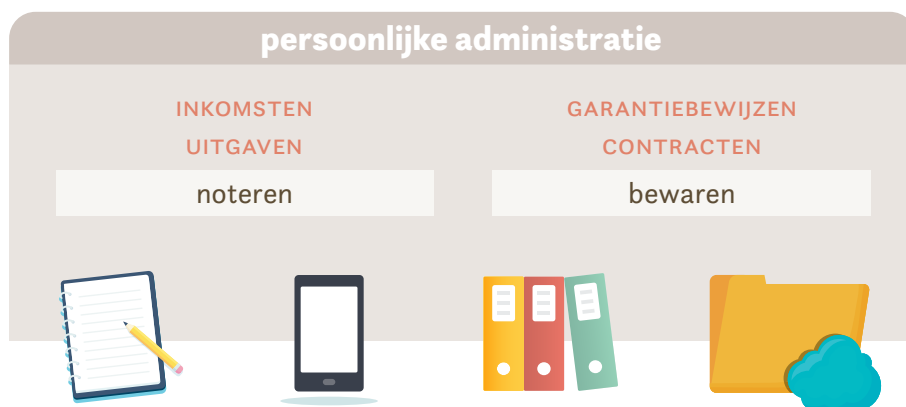 persoonlijke administratie
INKOMSTEN
UITGAVEN
noteren
GARANTIEBEWIJZEN
CONTRACTEN
bewaren